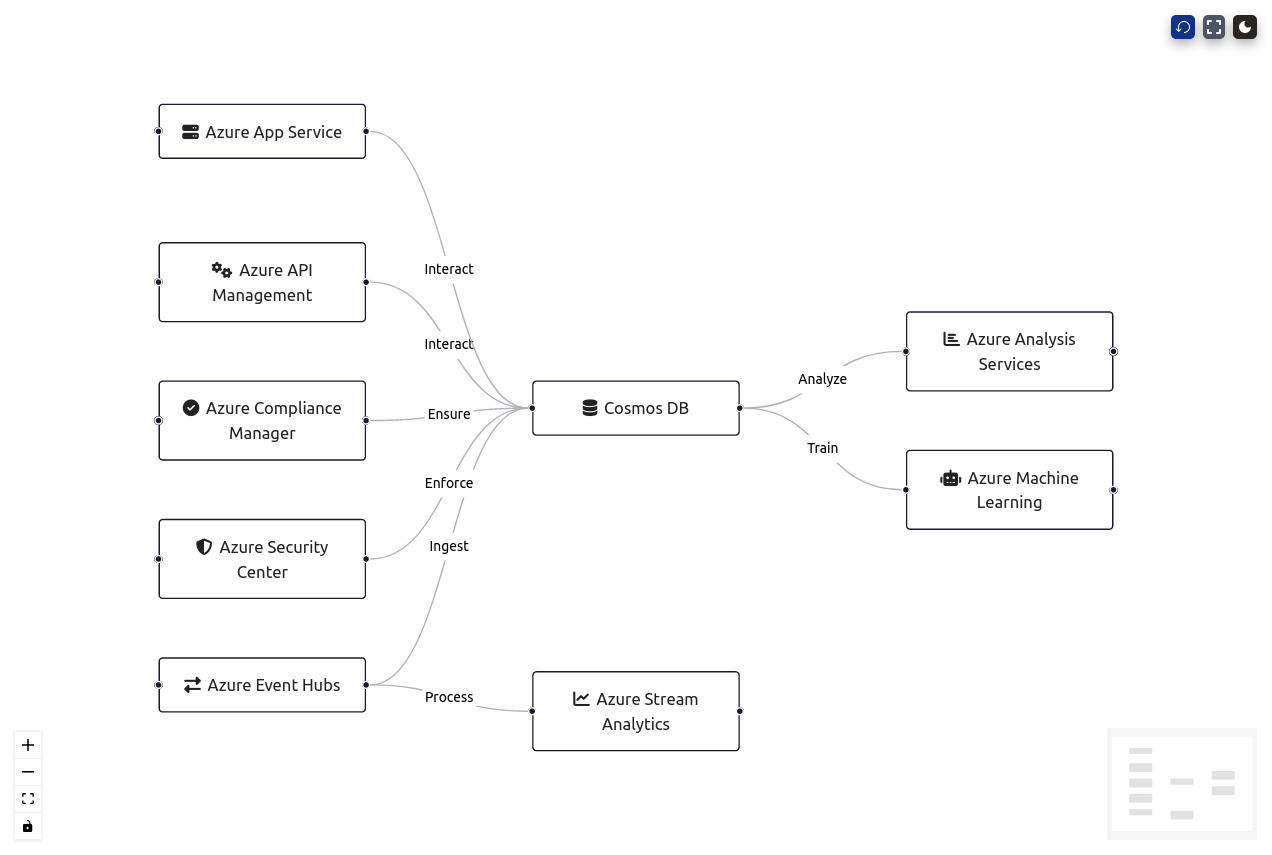 Azure App Service
Interact
Azure API
Management
Interact
Azure Compliance
Manager
Ensure
Azure Security
Center
Enforce
Azure Event Hubs
Ingest
Process
Cosmos DB
Azure Stream
Analytics
Analyze
Train
Azure Analysis
Services
Azure Machine
Learning